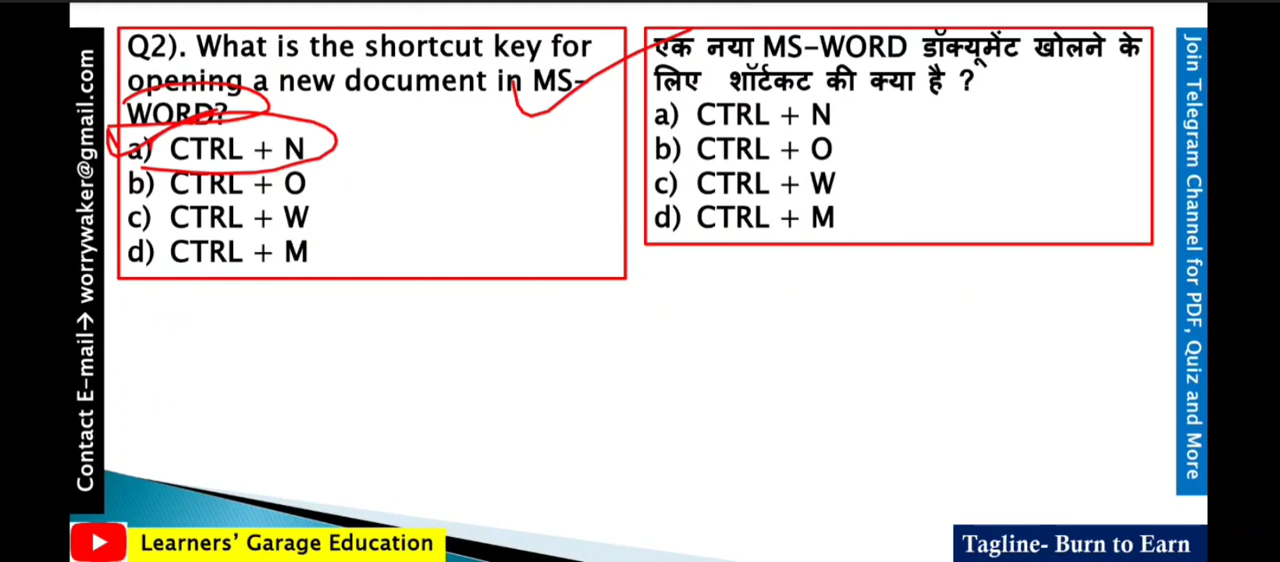 Q2). What is the shortcut key for
opening a new document in MS-
WORD?
a) CTRL + N
b) CTRL + O
c) CTRL + W
d) CTRL + M
एक नया MS-WORD डॉक्यूमेंट खोलने के
लिए शॉर्टकट की क्या है ?
a) CTRL + N
b) CTRL + O
c) CTRL + W
d) CTRL + M
Contact E-mail→ worrywaker@gmail.com
Join Telegram Channel for PDF, Quiz and More
Learners’ Garage Education
Tagline- Burn to Earn